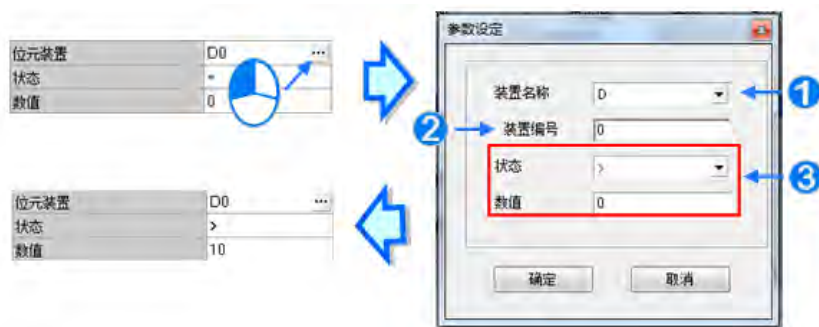 位元装置 D0 ...
状态 =
数值 0
参数设定
装置名称 D
1
2
装置编号 0
状态 >
3
数值 0
确定 取消
位元装置 D0 ...
状态 >
数值 10